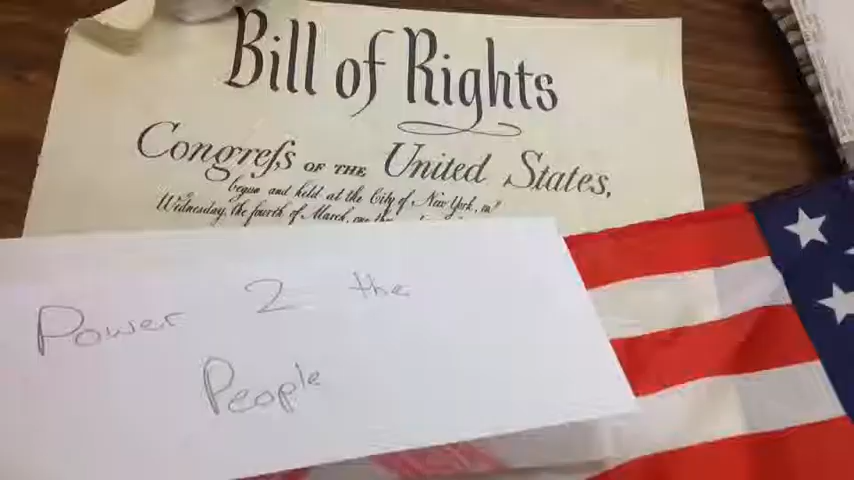 Bill of Rights
Congreſs OF THE United States,
begun and held at the City of New York, on
Wednesday, the fourth of March, one
Power 2 the
People